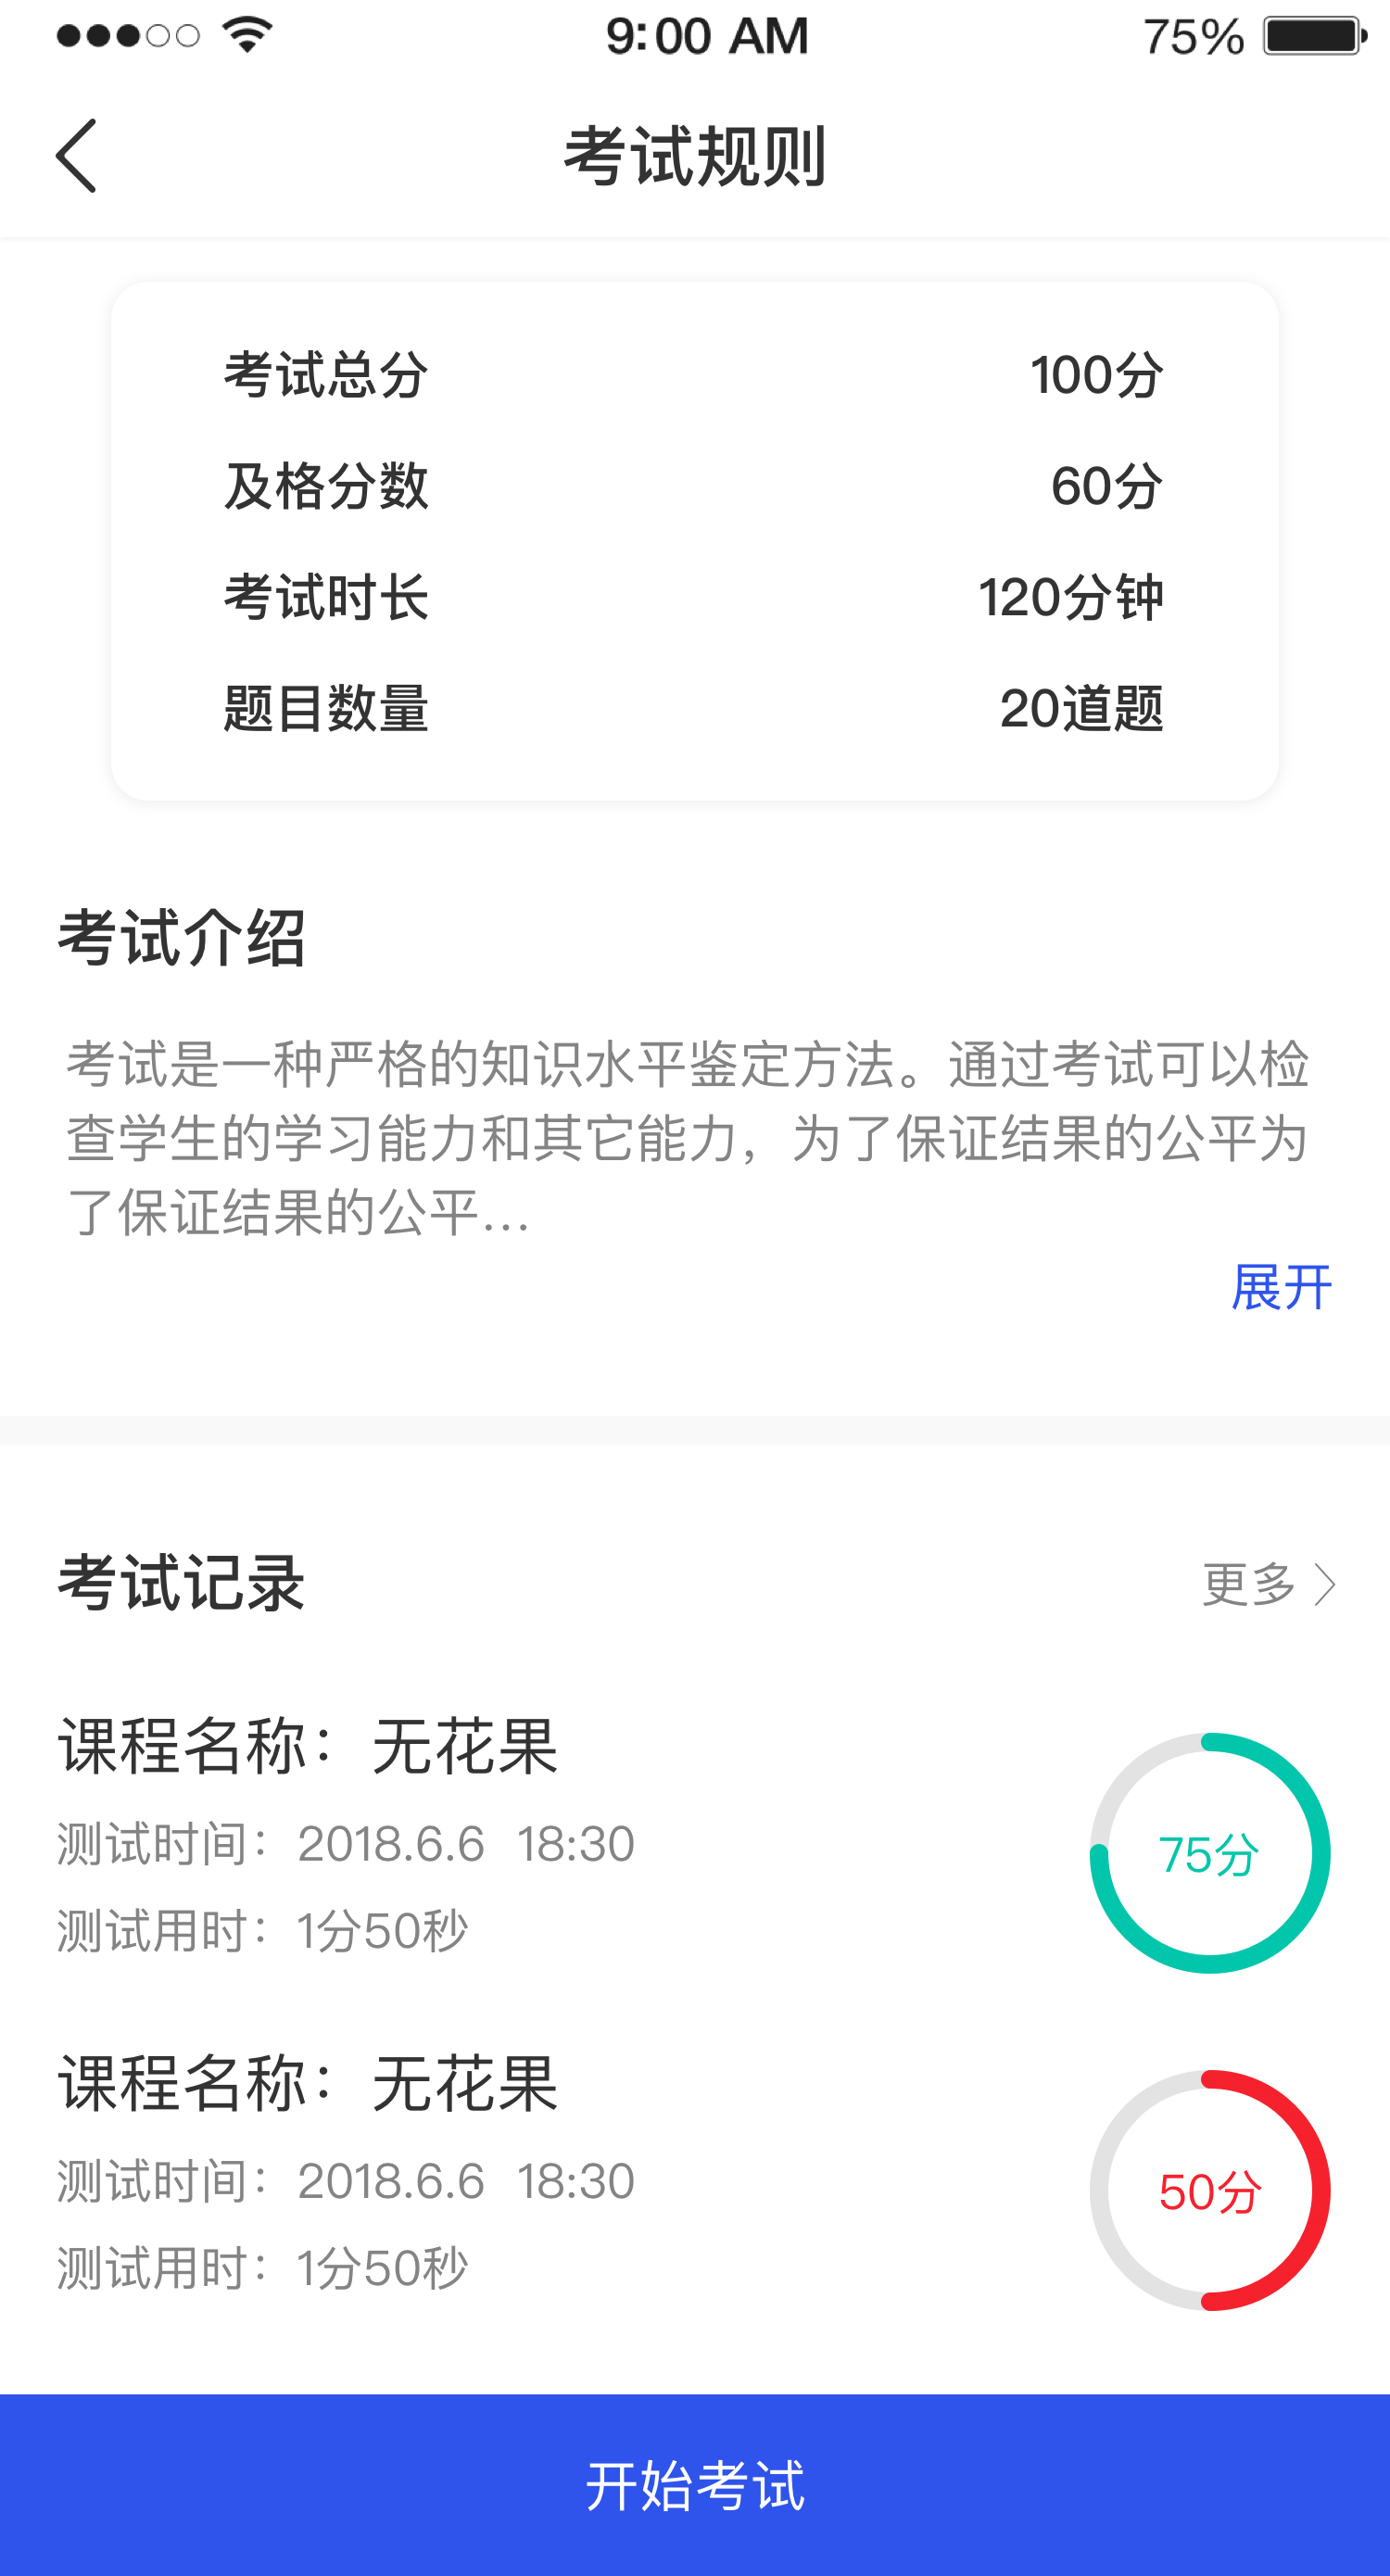 9:00 AM 75%
考试规则
考试总分 100分
及格分数 60分
考试时长 120分钟
题目数量 20道题
考试介绍
考试是一种严格的知识水平鉴定方法。通过考试可以检
查学生的学习能力和其它能力，为了保证结果的公平为
了保证结果的公平...
展开
考试记录 更多
课程名称：无花果
测试时间：2018.6.6 18:30
测试用时：1分50秒
75分
课程名称：无花果
测试时间：2018.6.6 18:30
测试用时：1分50秒
50分
开始考试